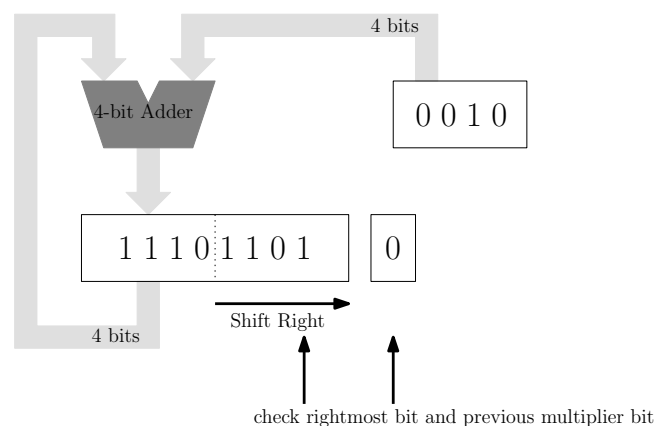 4 bits
4-bit Adder
0 0 1 0
1 1 1 0 1 1 0 1
0
Shift Right
4 bits
check rightmost bit and previous multiplier bit